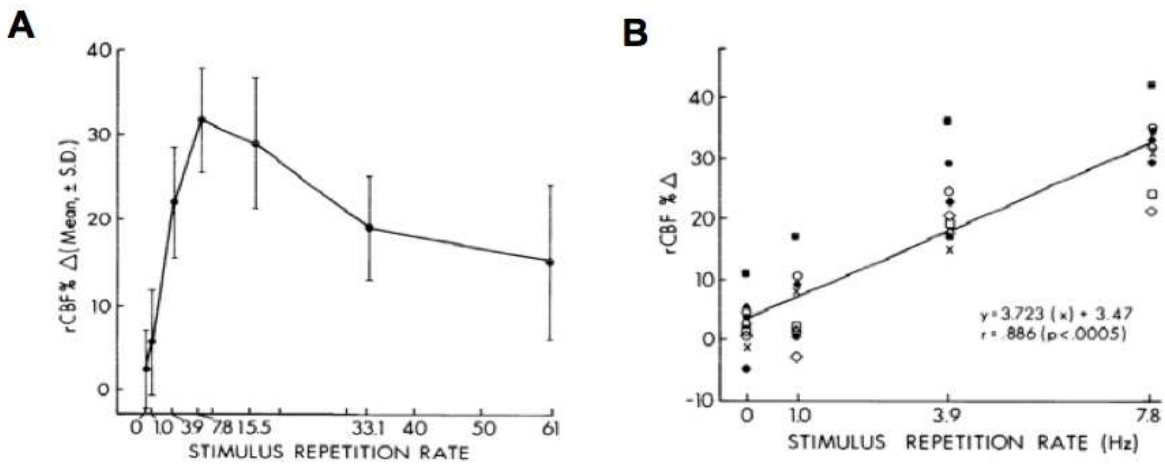 A
B
40
30
20
10
0
rCBF % Δ (Mean, ± S.D.)
0 1.0 3.9 7.8 15.5 33.1 40 50 61
STIMULUS REPETITION RATE
40
30
20
10
0
-10
rCBF % Δ
y=3.723 (x) + 3.47
r = .886 (p<.0005)
0 1.0 3.9 7.8
STIMULUS REPETITION RATE (Hz)